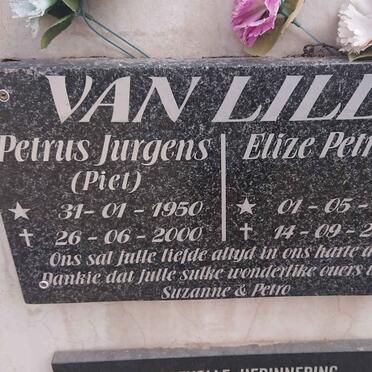 VAN LILL
Petrus Jurgens Elize Petr
(Piet)
★ 31-01-1950 ★ 01-05-
✝ 26-06-2000 ✝ 14-09-2
Ons sal julle liefde altyd in ons harte
Dankie dat julle sulke wonderlike ouers
Suzanne & Petro
HERINNERING